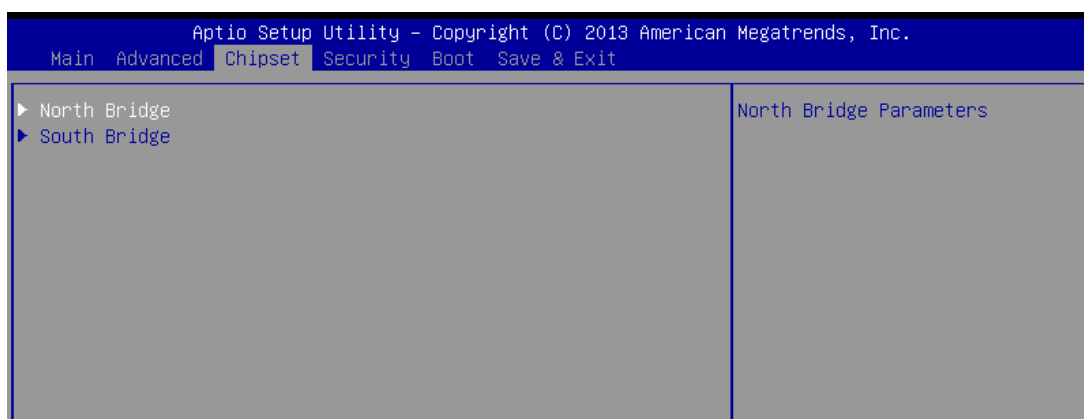 Aptio Setup Utility – Copyright (C) 2013 American Megatrends, Inc.
Main Advanced Chipset Security Boot Save & Exit
North Bridge
South Bridge
North Bridge Parameters